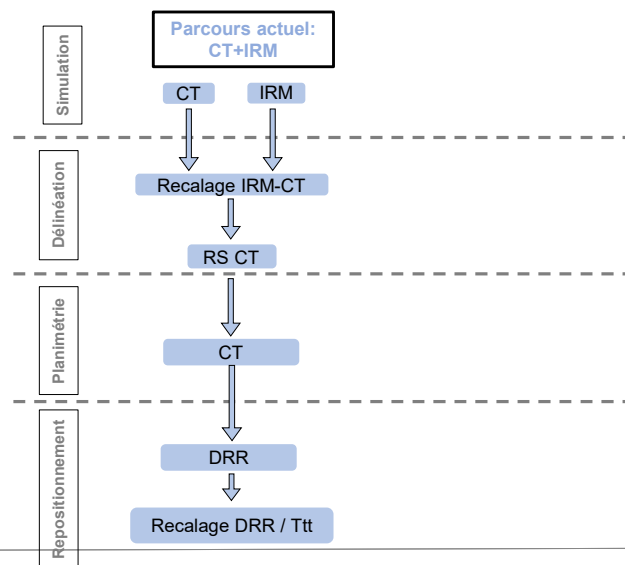 Parcours actuel:
CT+IRM
Simulation
CT
IRM
Délinéation
Recalage IRM-CT
RS CT
Planimétrie
CT
Repositionnement
DRR
Recalage DRR / Ttt